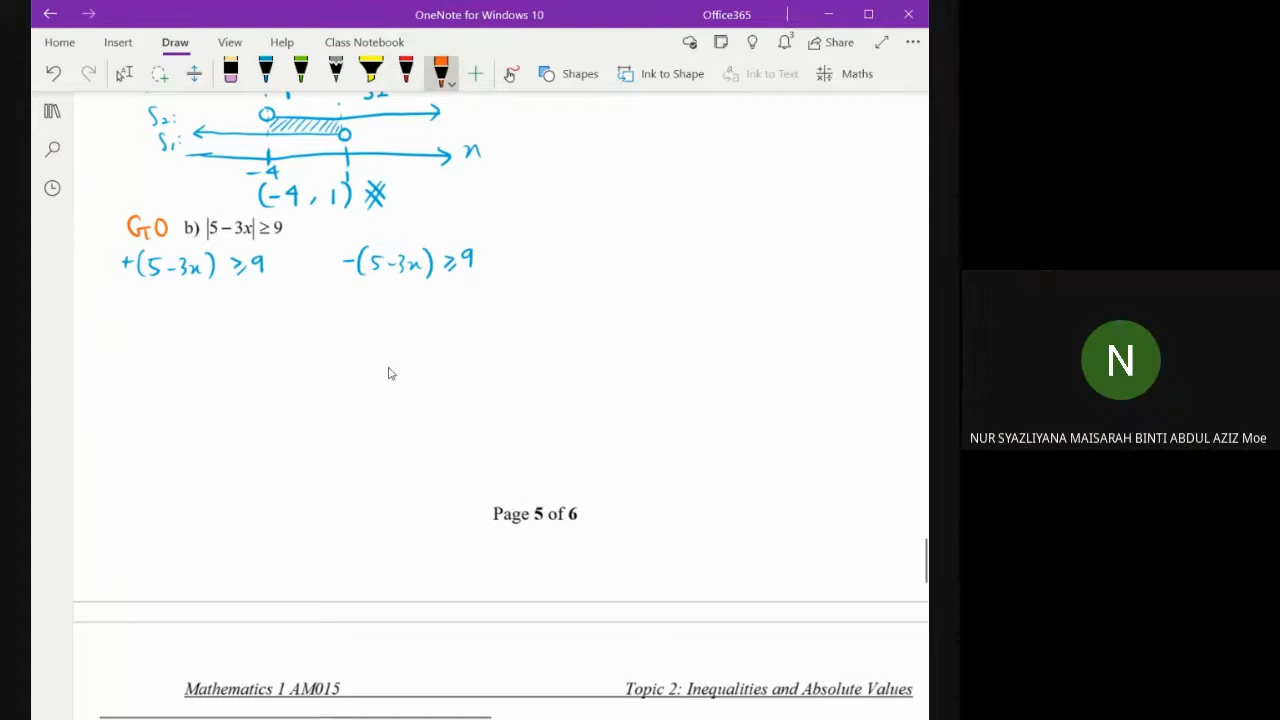 OneNote for Windows 10
Office365
Home Insert Draw View Help Class Notebook
3
Share
Shapes Ink to Shape Ink to Text Maths
S₂:
S₁:
x
-4 1
(-4, 1)
GO b) |5 − 3x| ≥ 9
+(5-3x) ≥ 9 -(5-3x) ≥ 9
N
NUR SYAZLIYANA MAISARAH BINTI ABDUL AZIZ Moe
Page 5 of 6
Mathematics 1 AM015 Topic 2: Inequalities and Absolute Values